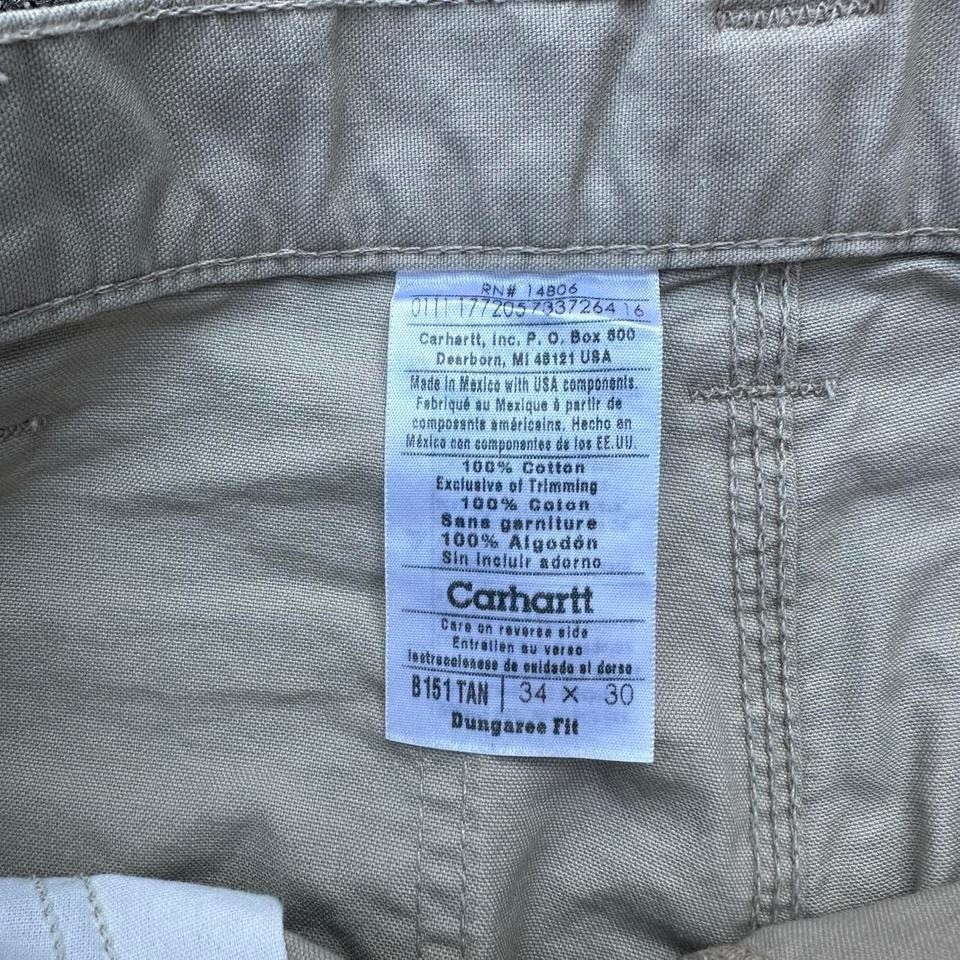 RN# 14806
0111 1772057337264 16
Carhartt, Inc. P. O. Box 600
Dearborn, MI 48121 USA
Made in Mexico with USA components.
Fabriqué au Mexique à partir de
composants américains. Hecho en
México con componentes de los EE.UU.
100% Cotton
Exclusive of Trimming
100% Coton
Sans garniture
100% Algodón
Sin incluir adorno
Carhartt
Care on reverse side
Entretien au verso
Instrucciones de cuidado al dorso
B151 TAN | 34 × 30
Dungaree Fit